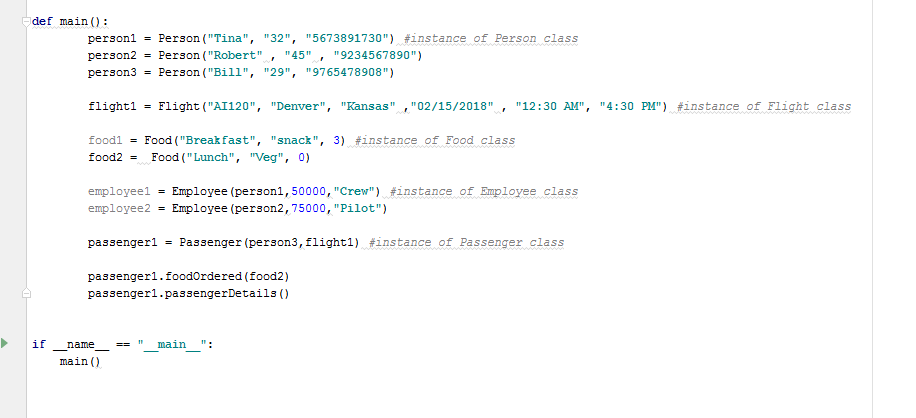 def main():
person1 = Person("Tina", "32", "5673891730") #instance of Person class
person2 = Person("Robert" , "45" , "9234567890")
person3 = Person("Bill", "29", "9765478908")
flight1 = Flight("AI120", "Denver", "Kansas" ,"02/15/2018" , "12:30 AM", "4:30 PM") #instance of Flight class
food1 = Food("Breakfast", "snack", 3) #instance of Food class
food2 =  Food("Lunch", "Veg", 0)
employee1 = Employee(person1,50000,"Crew") #instance of Employee class
employee2 = Employee(person2,75000,"Pilot")
passenger1 = Passenger(person3,flight1) #instance of Passenger class
passenger1.foodOrdered(food2)
passenger1.passengerDetails()
if __name__ == "__main__":
main()